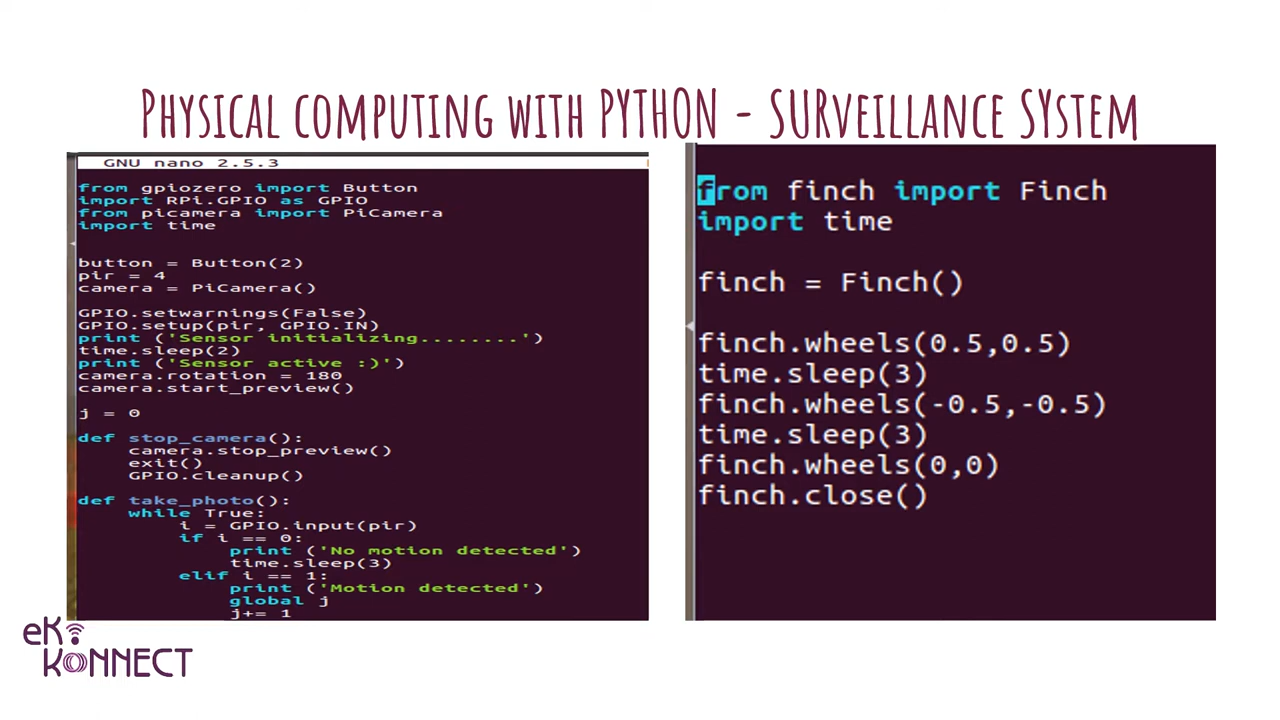 PHYSICAL COMPUTING WITH PYTHON - SURVEILLANCE SYSTEM
GNU nano 2.5.3
from gpiozero import Button
import RPi.GPIO as GPIO
from picamera import PiCamera
import time
button = Button(2)
pir = 4
camera = PiCamera()
GPIO.setwarnings(False)
GPIO.setup(pir, GPIO.IN)
print ('Sensor initializing........')
time.sleep(2)
print ('Sensor active :)')
camera.rotation = 180
camera.start_preview()
j = 0
def stop_camera():
camera.stop_preview()
exit()
GPIO.cleanup()
def take_photo():
while True:
i = GPIO.input(pir)
if i == 0:
print ('No motion detected')
time.sleep(3)
elif i == 1:
print ('Motion detected')
global j
j+= 1
from finch import Finch
import time
finch = Finch()
finch.wheels(0.5,0.5)
time.sleep(3)
finch.wheels(-0.5,-0.5)
time.sleep(3)
finch.wheels(0,0)
finch.close()
eK
KONNECT